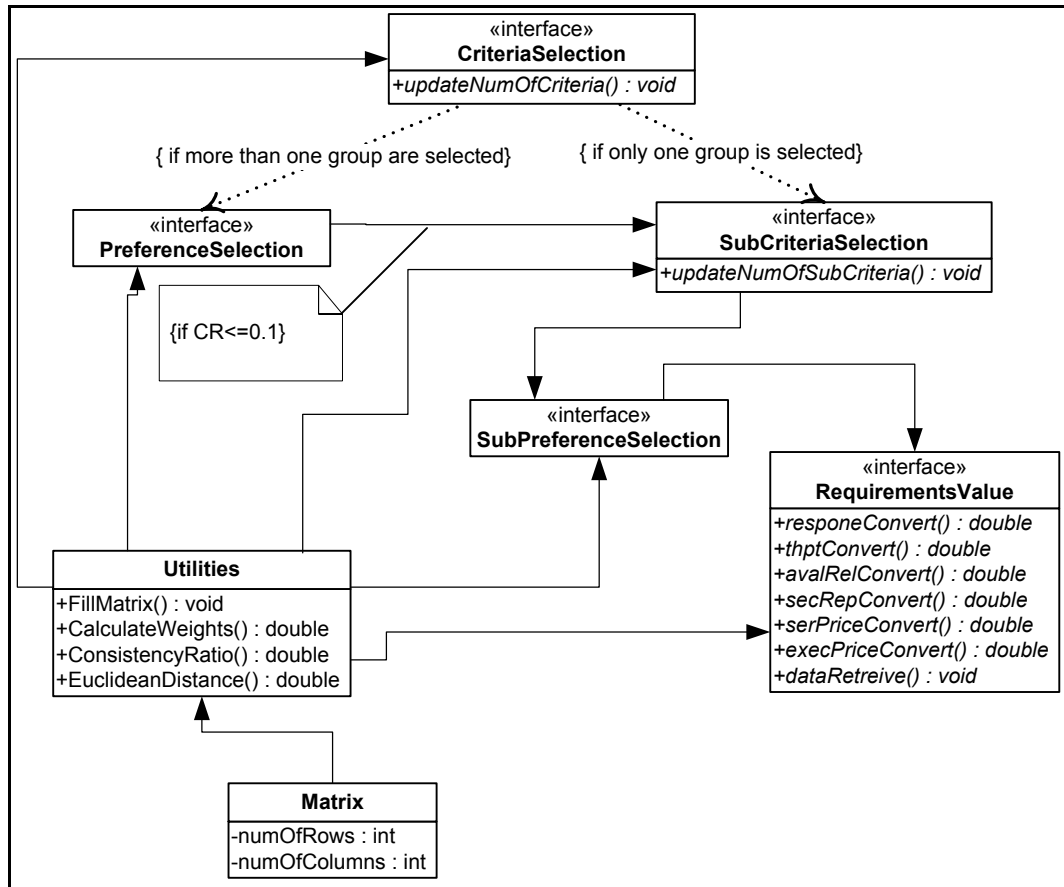 «interface»
CriteriaSelection
+updateNumOfCriteria() : void
{ if more than one group are selected}
{ if only one group is selected}
«interface»
PreferenceSelection
«interface»
SubCriteriaSelection
+updateNumOfSubCriteria() : void
{if CR<=0.1}
«interface»
SubPreferenceSelection
«interface»
RequirementsValue
+responeConvert() : double
+thptConvert() : double
+avalRelConvert() : double
+secRepConvert() : double
+serPriceConvert() : double
+execPriceConvert() : double
+dataRetreive() : void
Utilities
+FillMatrix() : void
+CalculateWeights() : double
+ConsistencyRatio() : double
+EuclideanDistance() : double
Matrix
-numOfRows : int
-numOfColumns : int